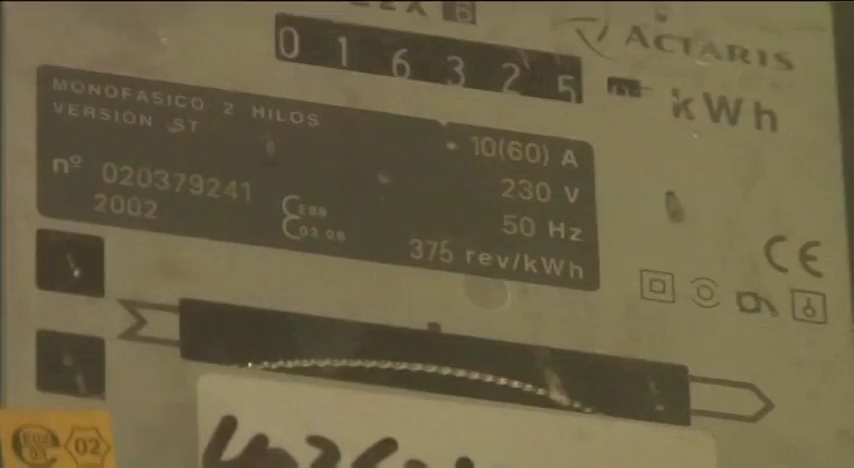 016325
ACTARIS
kWh
MONOFASICO 2 HILOS
VERSION ST
10(60) A
nº 020379241
230 V
2002
50 Hz
375 rev/kWh
CE
02